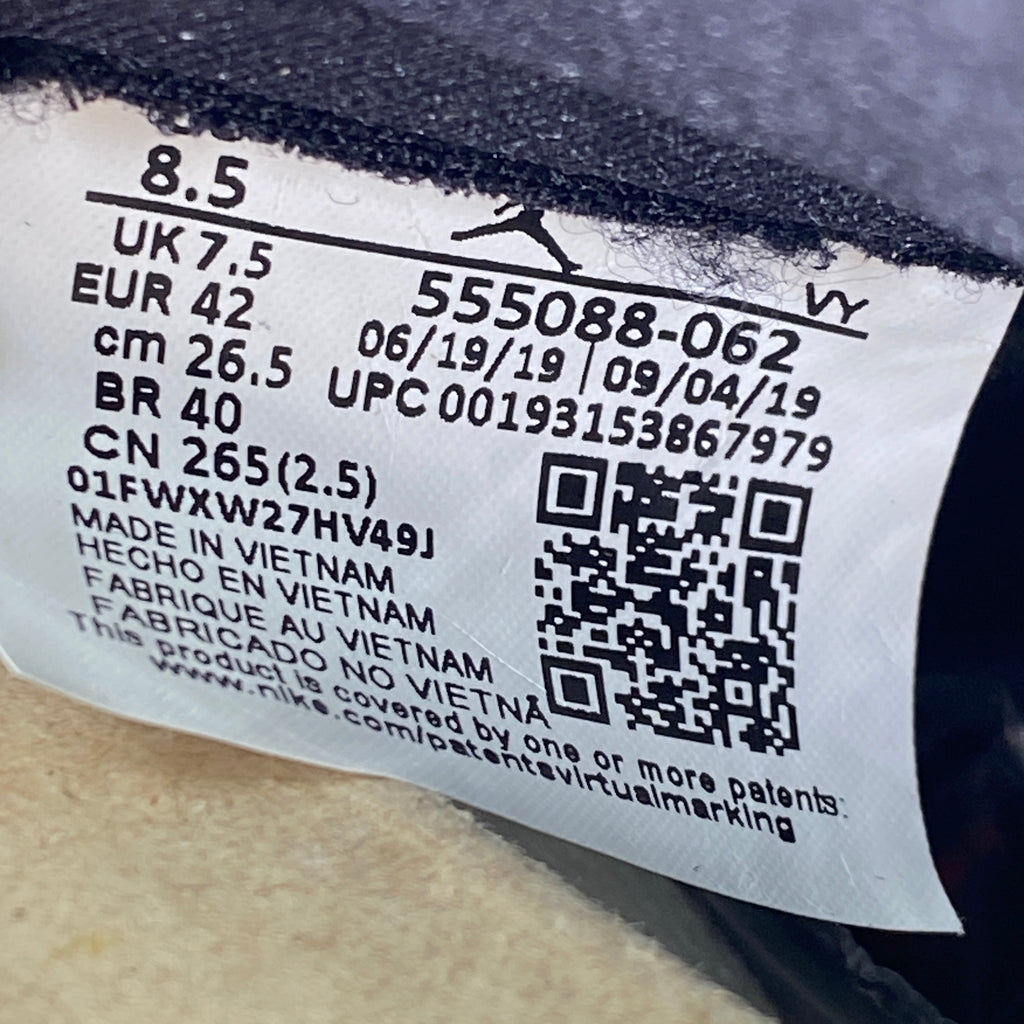 8.5
VY
UK 7.5
EUR 42
cm 26.5
BR 40
CN 265(2.5)
555088-062
06/19/19 | 09/04/19
UPC 00193153867979
01FWXW27HV49J
MADE IN VIETNAM
HECHO EN VIETNAM
FABRIQUE AU VIETNAM
FABRICADO NO VIETNÃ
This product is covered by one or more patents:
www.nike.com/patentsvirtualmarking